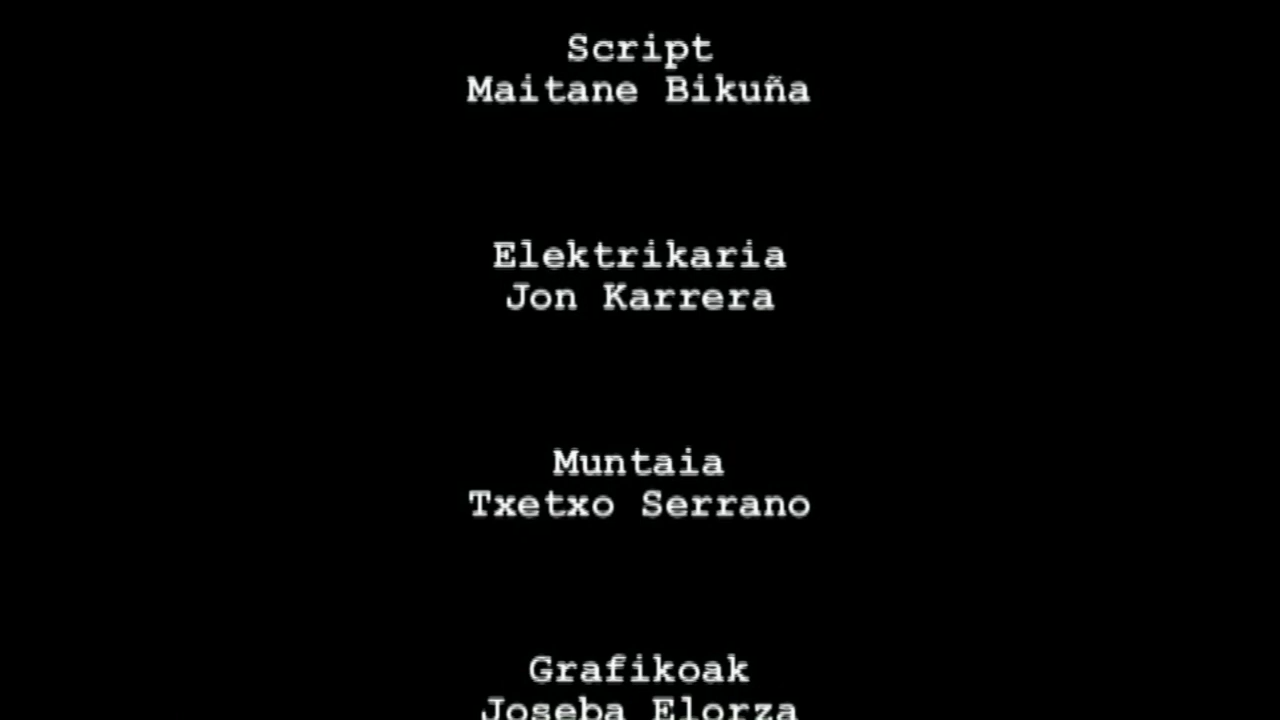 Script
Maitane Bikuña
Elektrikaria
Jon Karrera
Muntaia
Txetxo Serrano
Grafikoak
Joseba Elorza